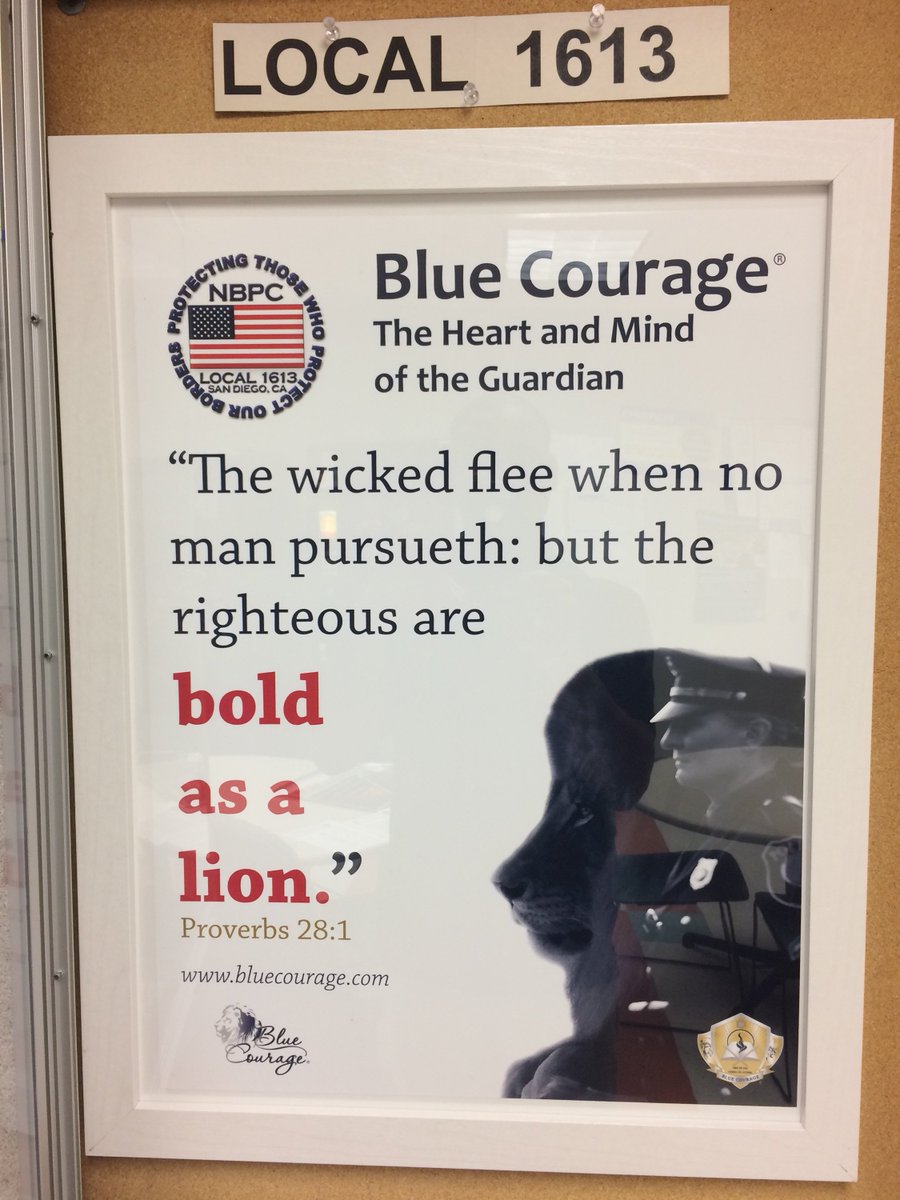 LOCAL 1613
PROTECTING THOSE WHO PROTECT OUR BORDERS
NBPC
LOCAL 1613
SAN DIEGO, CA
Blue Courage®
The Heart and Mind
of the Guardian
“The wicked flee when no
man pursueth: but the
righteous are
bold
as a
lion.”
Proverbs 28:1
www.bluecourage.com
Blue
Courage®
BLUE COURAGE